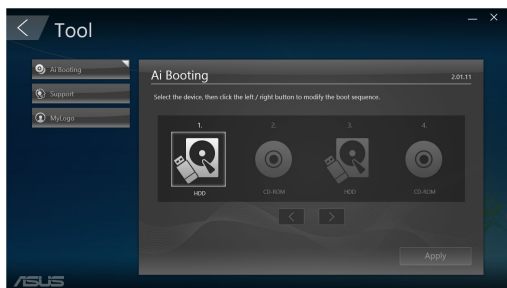 Tool
Ai Booting
Support
MyLogo
Ai Booting
2.01.11
Select the device, then click the left / right button to modify the boot sequence.
1. 2. 3. 4.
HDD CD-ROM HDD CD-ROM
Apply
ASUS